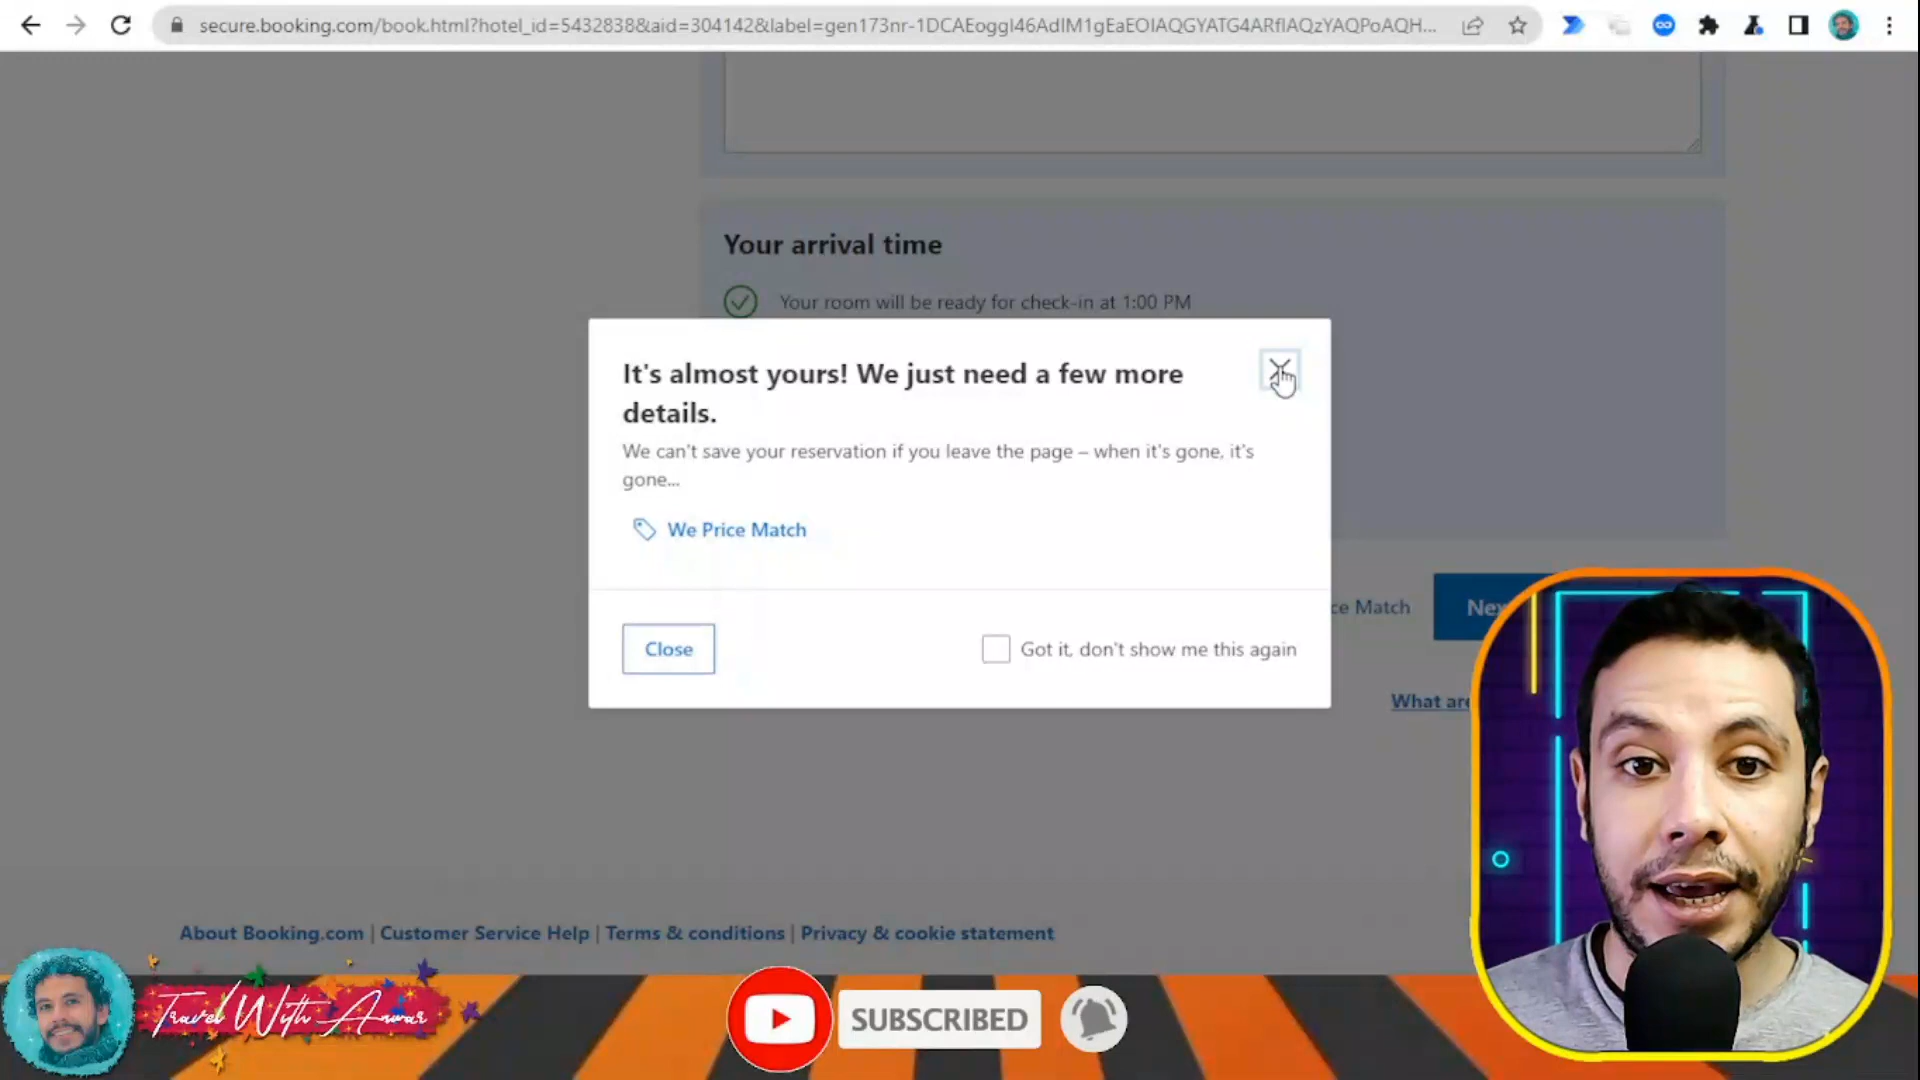 secure.booking.com/book.html?hotel_id=5432838&aid=304142&label=gen173nr-1DCAEoggI46AdIM1gEaEOIAQGYATG4ARfIAQzYAQPoAQH...
Your arrival time
Your room will be ready for check-in at 1:00 PM
It's almost yours! We just need a few more
details.
We can't save your reservation if you leave the page – when it's gone, it's
gone...
We Price Match
Close
Got it, don't show me this again
ce Match
Nex
What are
About Booking.com | Customer Service Help | Terms & conditions | Privacy & cookie statement
Travel With Anwar
SUBSCRIBED